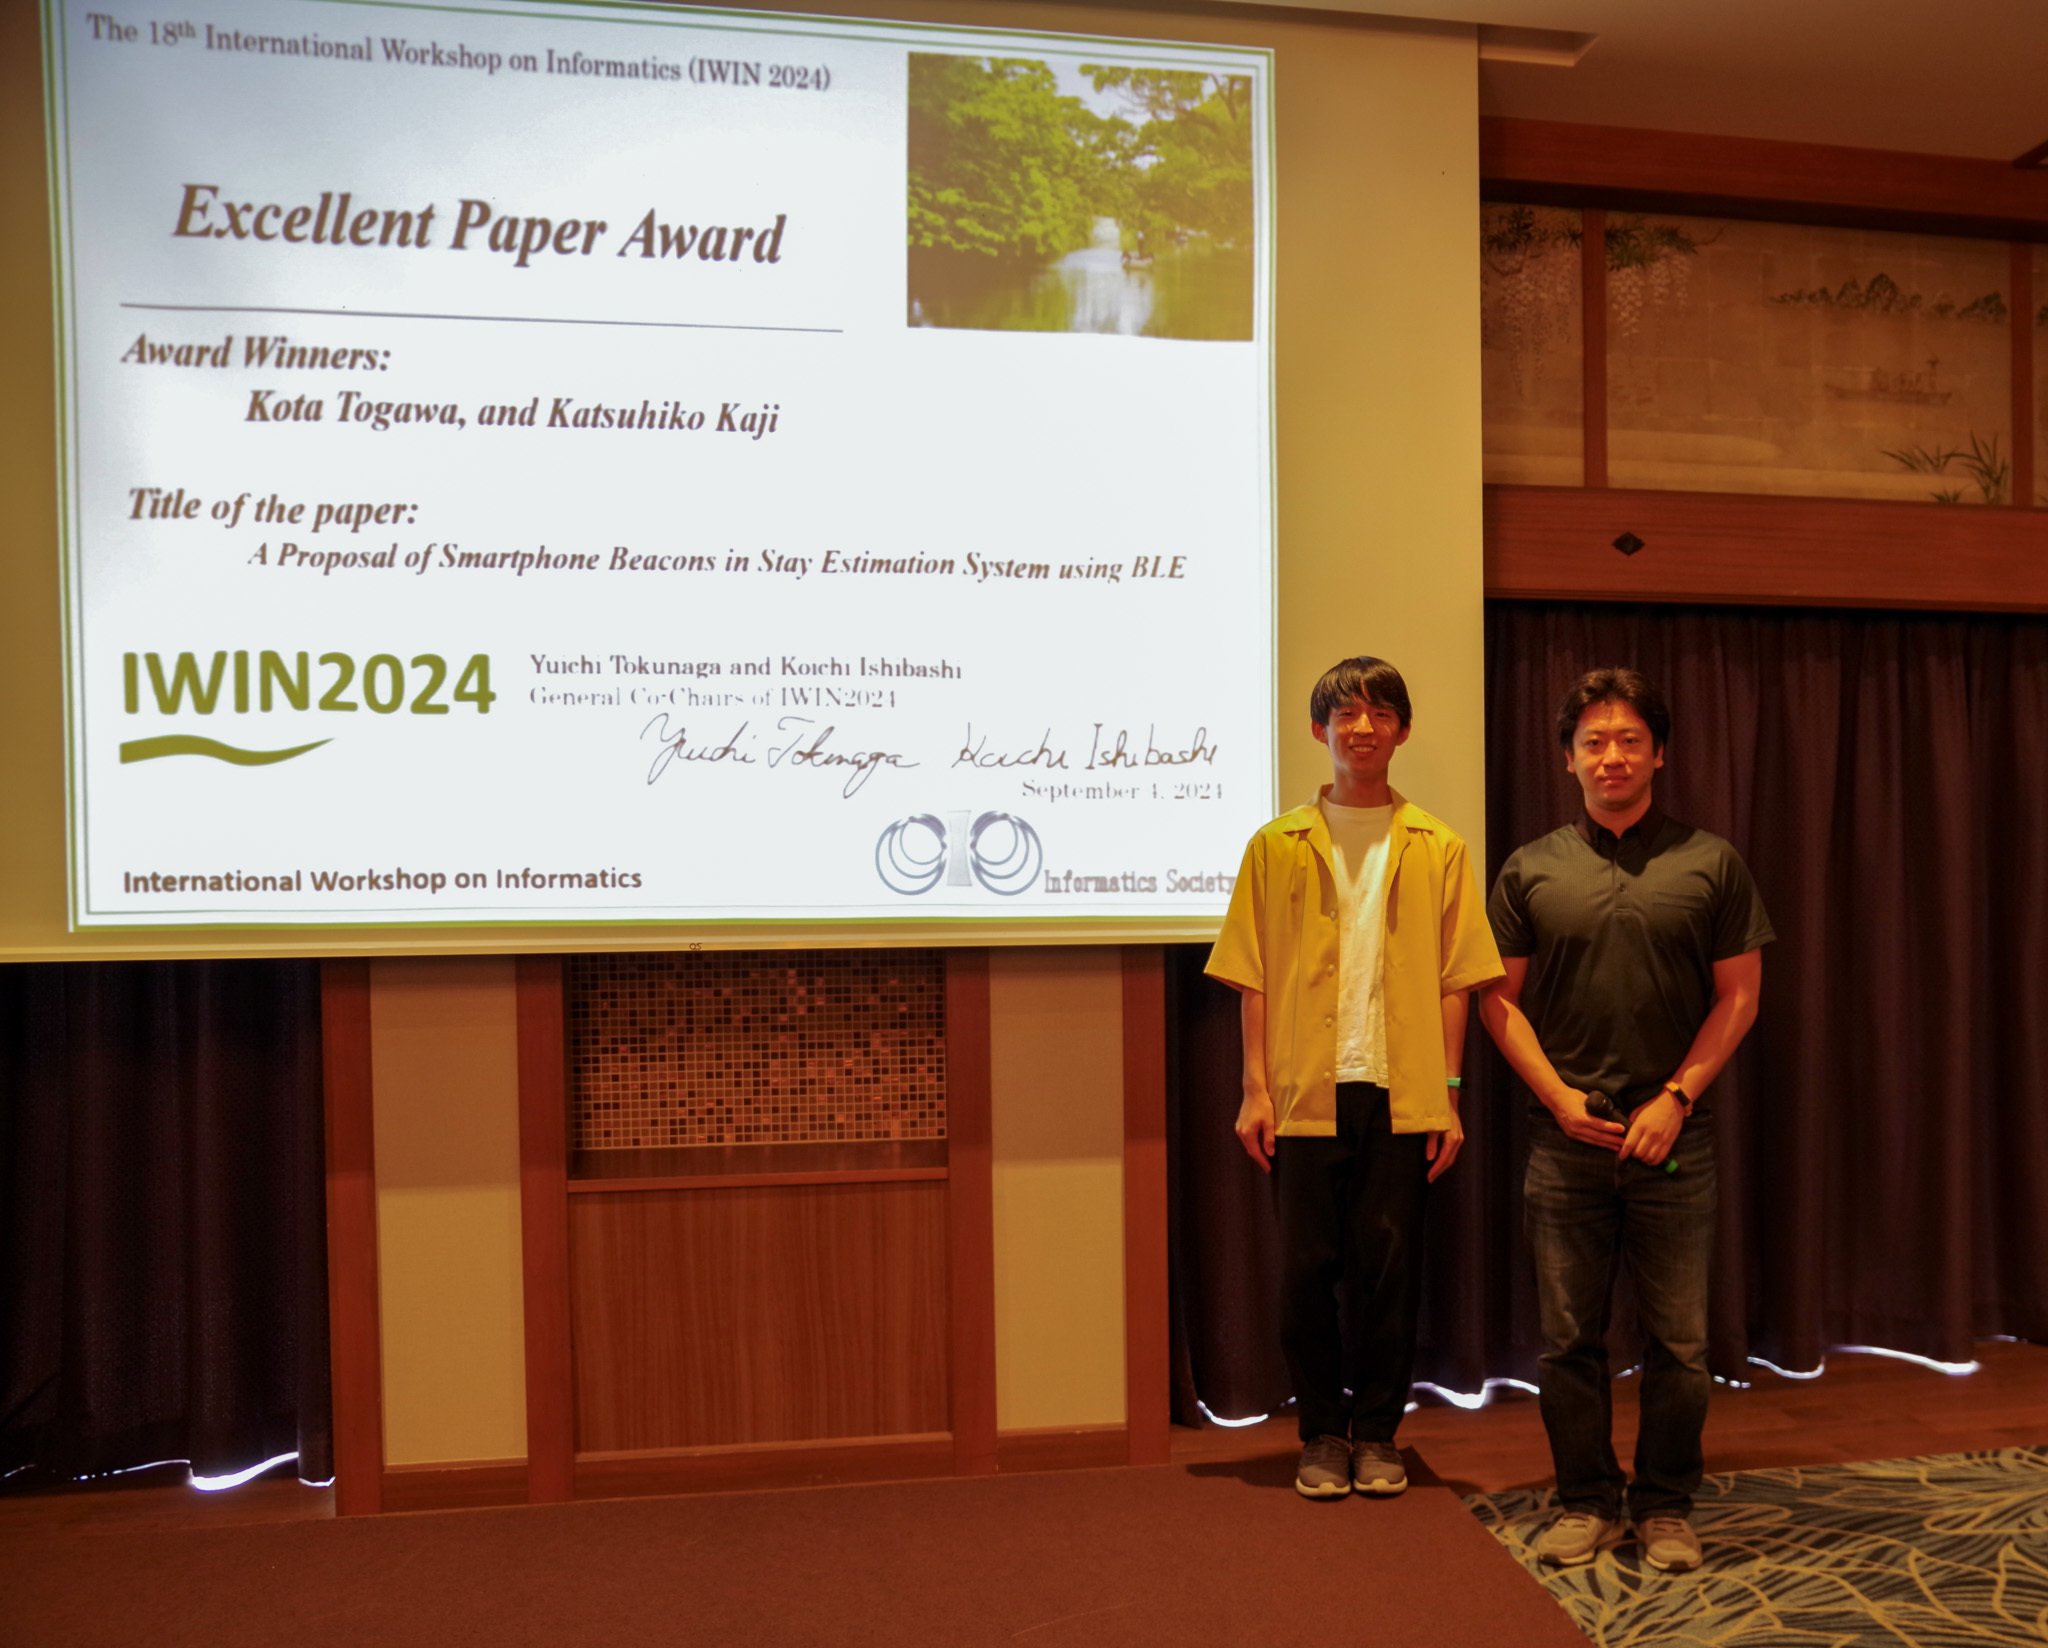 The 18th International Workshop on Informatics (IWIN 2024)
Excellent Paper Award
Award Winners:
Kota Togawa, and Katsuhiko Kaji
Title of the paper:
A Proposal of Smartphone Beacons in Stay Estimation System using BLE
IWIN2024
Yuichi Tokunaga and Koichi Ishibashi
General Co-Chairs of IWIN2024
Yuichi Tokunaga Koichi Ishibashi
September 4, 2024
International Workshop on Informatics
Informatics Society
OS